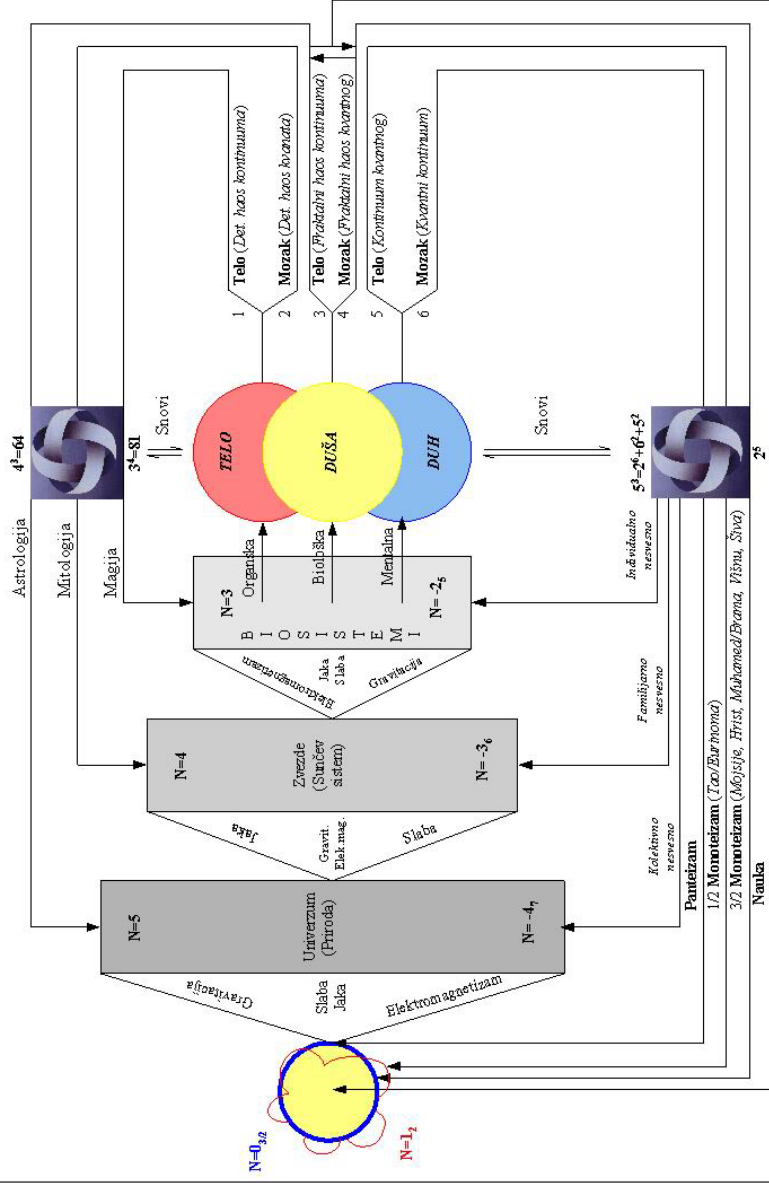 Astrologija
Mitologija
Magija
4³=64
3⁴=81
Snovi
N=0₃/₂
N=1₂
Gravitacija
Slaba
Jaka
Elektromagnetizam
N=5
Univerzum
(Priroda)
N= -4₇
Jaka
Gravit.
Elek.mag.
Slaba
N=4
Zvezde
(Sunčev
sistem)
N= -3₆
Elektromagnetizam
Jaka
Slaba
Gravitacija
N=3
B I O S I S T E M I
N= -2₅
Organska
Biološka
Mentalna
TELO
DUŠA
DUH
1 Telo (Det. haos kontinuuma)
2 Mozak (Det. haos kvanata)
3 Telo (Fraktalni haos kontinuuma)
4 Mozak (Fraktalni haos kvantnog)
5 Telo (Kontinuum kvantnog)
6 Mozak (Kvantni kontinuum)
Snovi
Kolektivno
nesvesno
Familijarno
nesvesno
Individualno
nesvesno
5³=2⁶+6²+5²
2⁵
Panteizam
1/2 Monoteizam (Tao/Eurinoma)
3/2 Monoteizam (Mojsije, Hrist, Muhamed/Brama, Višnu, Šiva)
Nauka